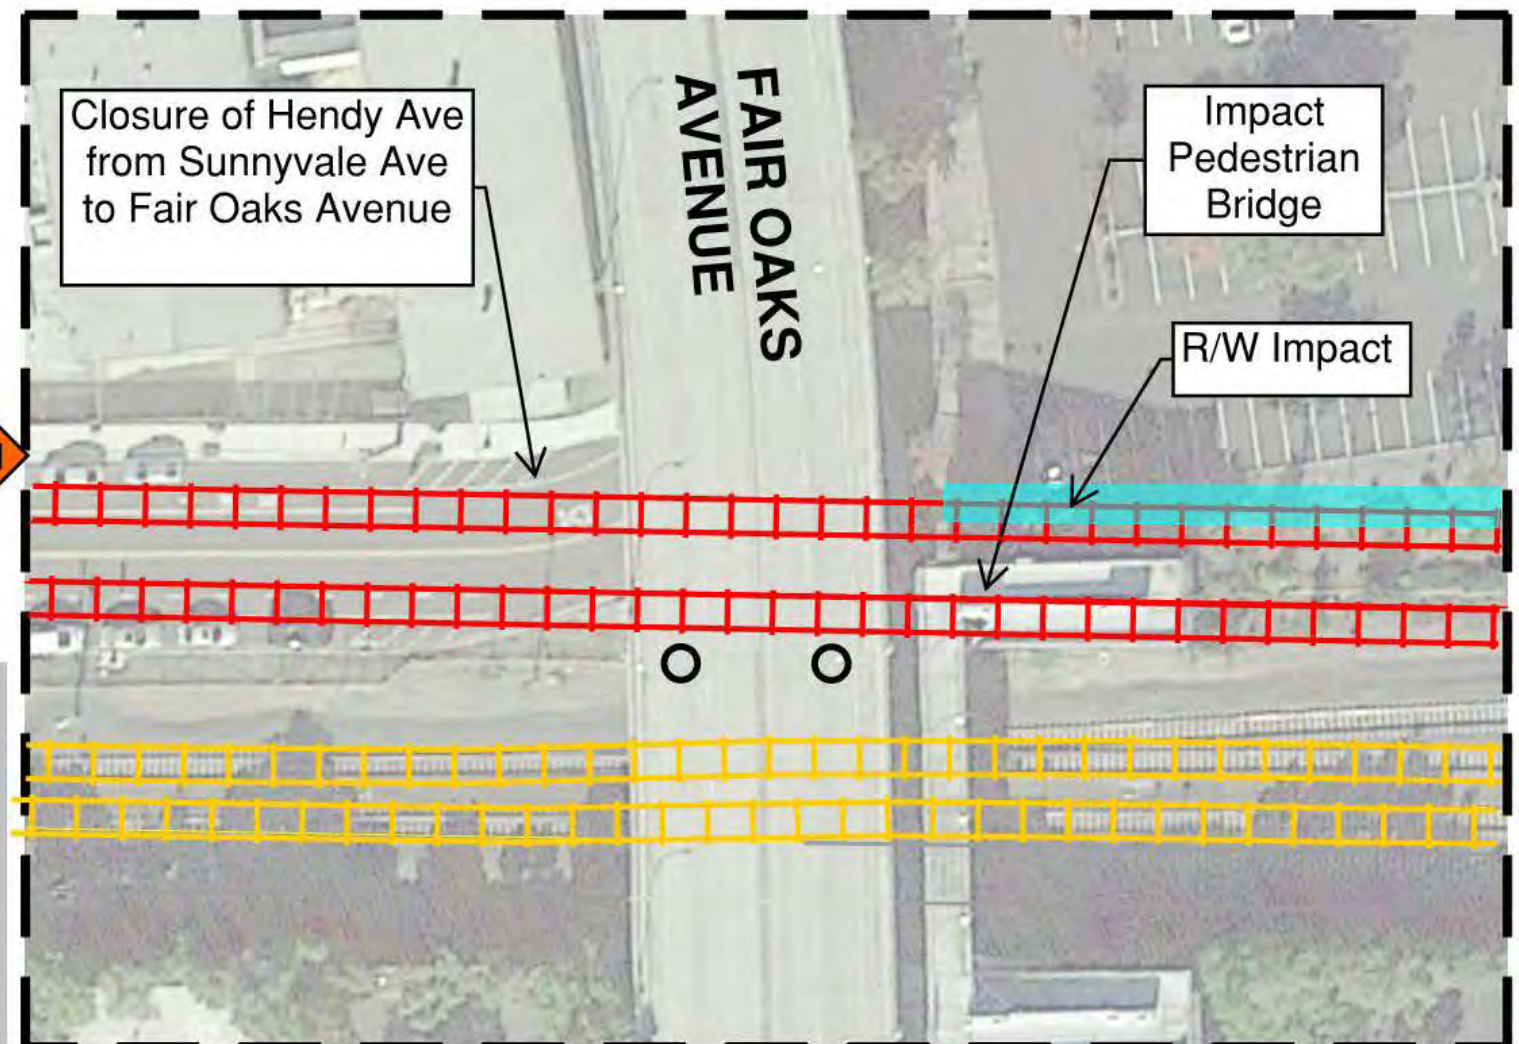 Closure of Hendy Ave
from Sunnyvale Ave
to Fair Oaks Avenue
FAIR OAKS
AVENUE
Impact
Pedestrian
Bridge
R/W Impact